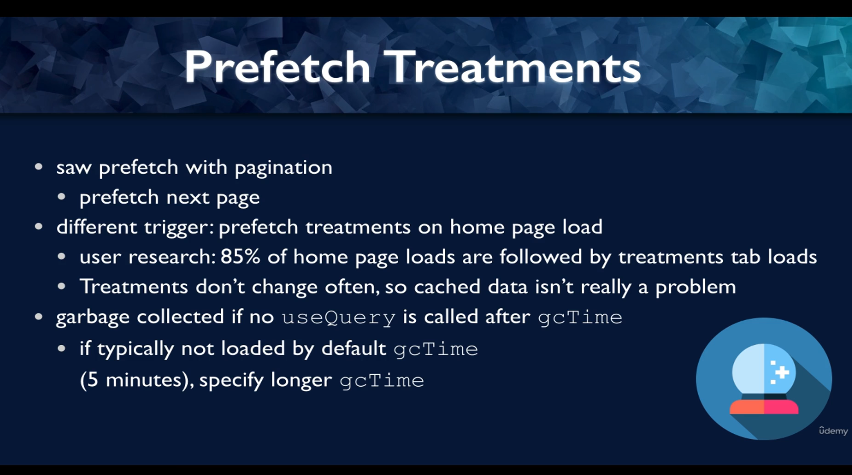 Prefetch Treatments
• saw prefetch with pagination
• prefetch next page
• different trigger: prefetch treatments on home page load
• user research: 85% of home page loads are followed by treatments tab loads
• Treatments don't change often, so cached data isn't really a problem
• garbage collected if no useQuery is called after gcTime
• if typically not loaded by default gcTime
(5 minutes), specify longer gcTime
ûdemy